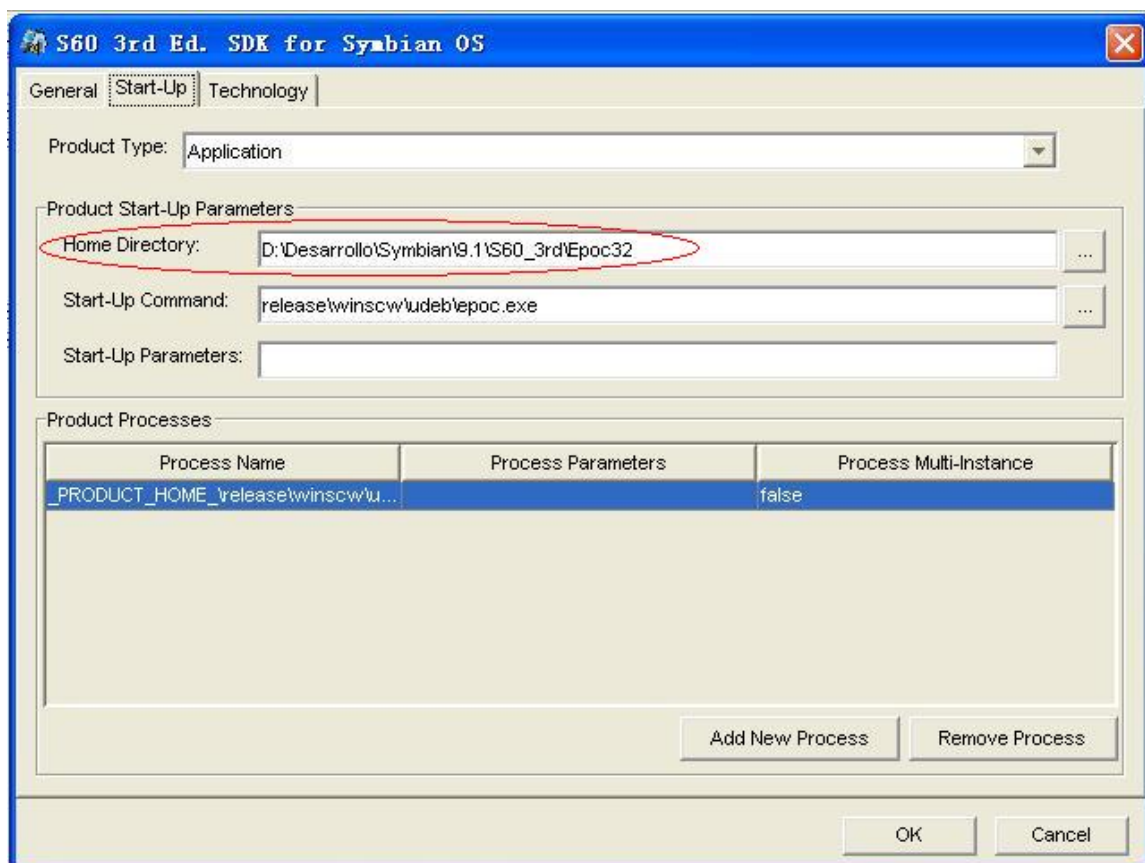 S60 3rd Ed. SDK for Symbian OS
General Start-Up Technology
Product Type: Application
Product Start-Up Parameters
Home Directory: D:\Desarrollo\Symbian\9.1\S60_3rd\Epoc32 ...
Start-Up Command: release\winscw\udeb\epoc.exe ...
Start-Up Parameters:
Product Processes
Process Name Process Parameters Process Multi-Instance
_PRODUCT_HOME_\release\winscw\u... false
Add New Process Remove Process
OK Cancel